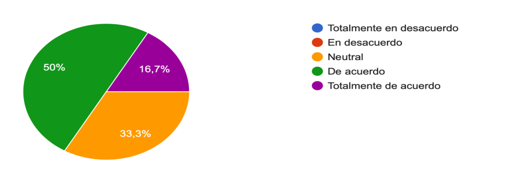 Totalmente en desacuerdo
En desacuerdo
Neutral
De acuerdo
Totalmente de acuerdo
50%
16,7%
33,3%